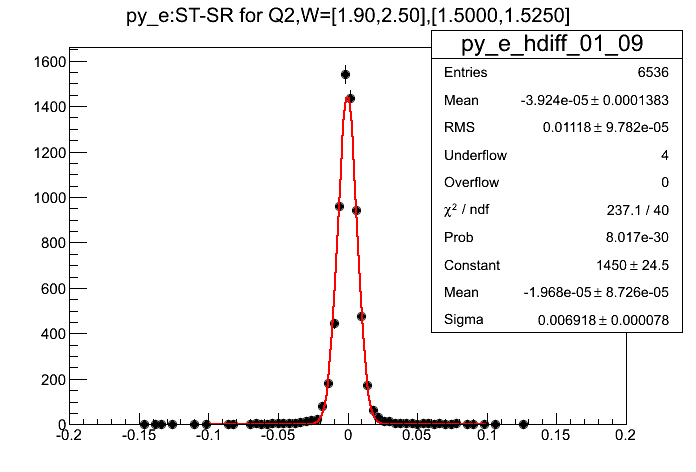 py_e:ST-SR for Q2,W=[1.90,2.50],[1.5000,1.5250]
py_e_hdiff_01_09
Entries 6536
Mean -3.924e-05 ± 0.0001383
RMS 0.01118 ± 9.782e-05
Underflow 4
Overflow 0
χ² / ndf 237.1 / 40
Prob 8.017e-30
Constant 1450 ± 24.5
Mean -1.968e-05 ± 8.726e-05
Sigma 0.006918 ± 0.000078
1600
1400
1200
1000
800
600
400
200
0
-0.2 -0.15 -0.1 -0.05 0 0.05 0.1 0.15 0.2